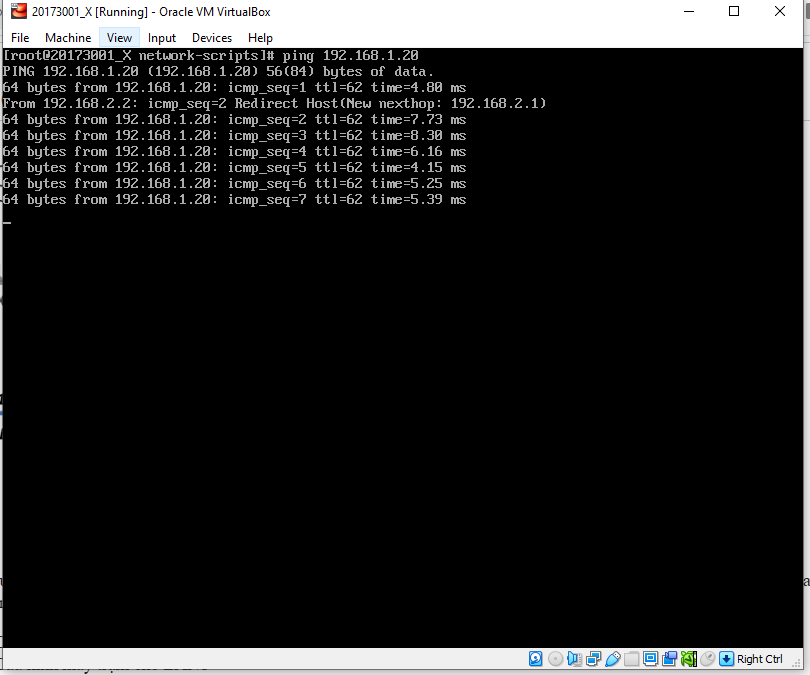 20173001_X [Running] - Oracle VM VirtualBox
File Machine View Input Devices Help
[root@20173001_X network-scripts]# ping 192.168.1.20
PING 192.168.1.20 (192.168.1.20) 56(84) bytes of data.
64 bytes from 192.168.1.20: icmp_seq=1 ttl=62 time=4.80 ms
From 192.168.2.2: icmp_seq=2 Redirect Host(New nexthop: 192.168.2.1)
64 bytes from 192.168.1.20: icmp_seq=2 ttl=62 time=7.73 ms
64 bytes from 192.168.1.20: icmp_seq=3 ttl=62 time=8.30 ms
64 bytes from 192.168.1.20: icmp_seq=4 ttl=62 time=6.16 ms
64 bytes from 192.168.1.20: icmp_seq=5 ttl=62 time=4.15 ms
64 bytes from 192.168.1.20: icmp_seq=6 ttl=62 time=5.25 ms
64 bytes from 192.168.1.20: icmp_seq=7 ttl=62 time=5.39 ms
Right Ctrl